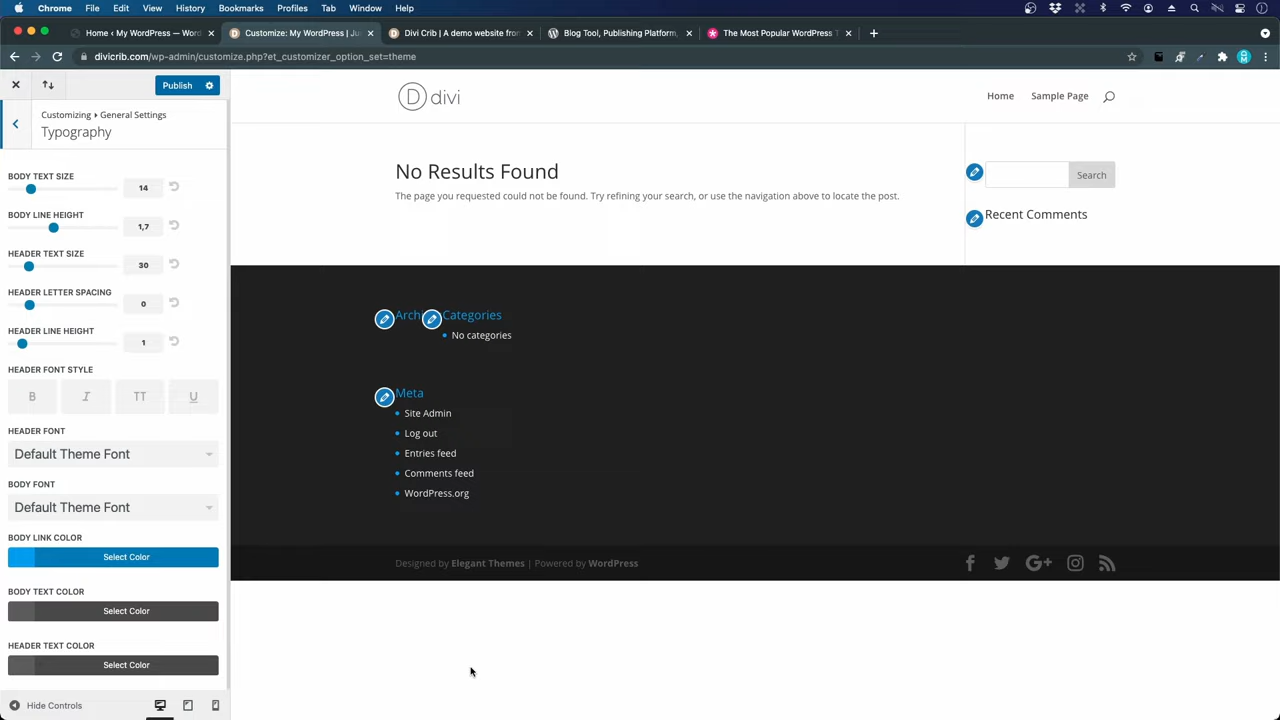 Chrome File Edit View History Bookmarks Profiles Tab Window Help
Home ‹ My WordPress — Word
Customize: My WordPress | Ju
Divi Crib | A demo website from
Blog Tool, Publishing Platform,
The Most Popular WordPress T
divicrib.com/wp-admin/customize.php?et_customizer_option_set=theme
Publish
Customizing ▸ General Settings
Typography
BODY TEXT SIZE
14
BODY LINE HEIGHT
1,7
HEADER TEXT SIZE
30
HEADER LETTER SPACING
0
HEADER LINE HEIGHT
1
HEADER FONT STYLE
B I TT U
HEADER FONT
Default Theme Font
BODY FONT
Default Theme Font
BODY LINK COLOR
Select Color
BODY TEXT COLOR
Select Color
HEADER TEXT COLOR
Select Color
Hide Controls
D divi
Home Sample Page
No Results Found
The page you requested could not be found. Try refining your search, or use the navigation above to locate the post.
Search
Recent Comments
Arch
Categories
No categories
Meta
Site Admin
Log out
Entries feed
Comments feed
WordPress.org
Designed by Elegant Themes | Powered by WordPress